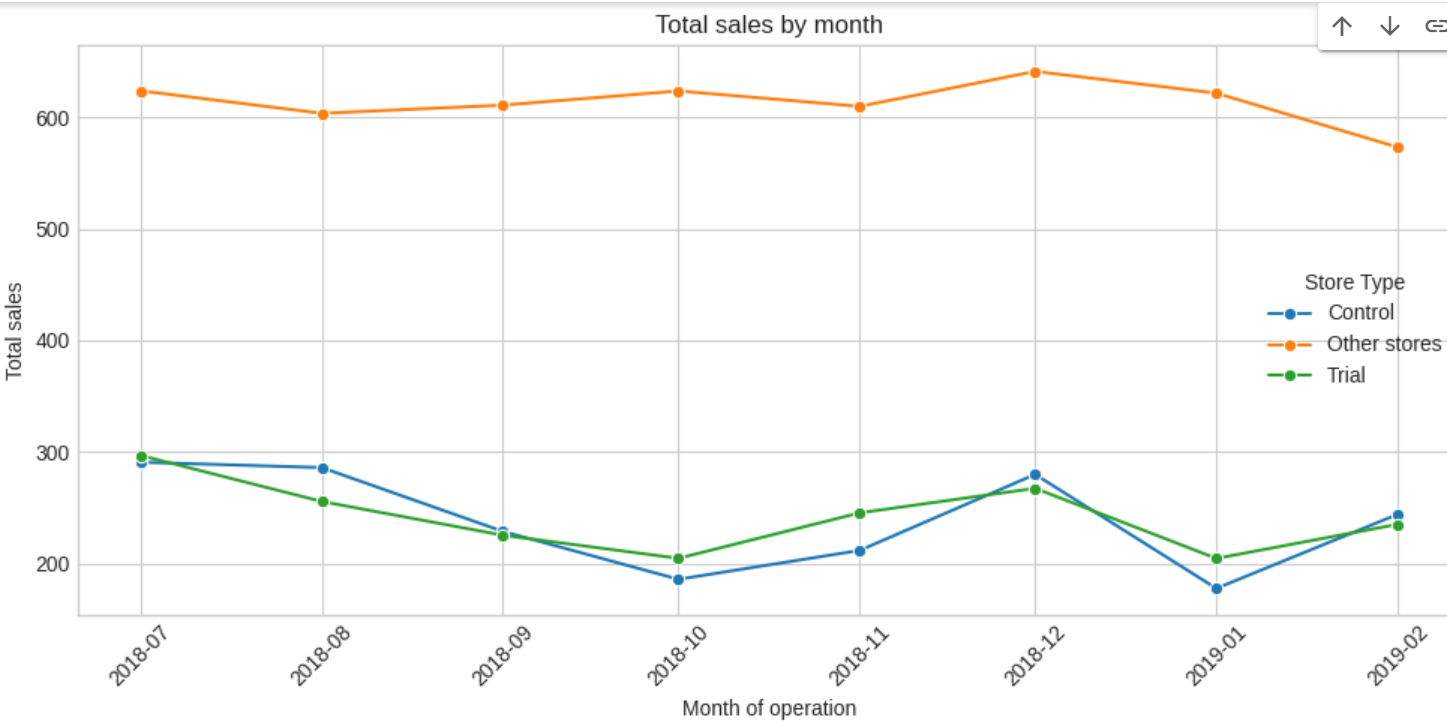 Total sales by month
600
500
400
300
200
Total sales
Store Type
Control
Other stores
Trial
2018-07
2018-08
2018-09
2018-10
2018-11
2018-12
2019-01
2019-02
Month of operation